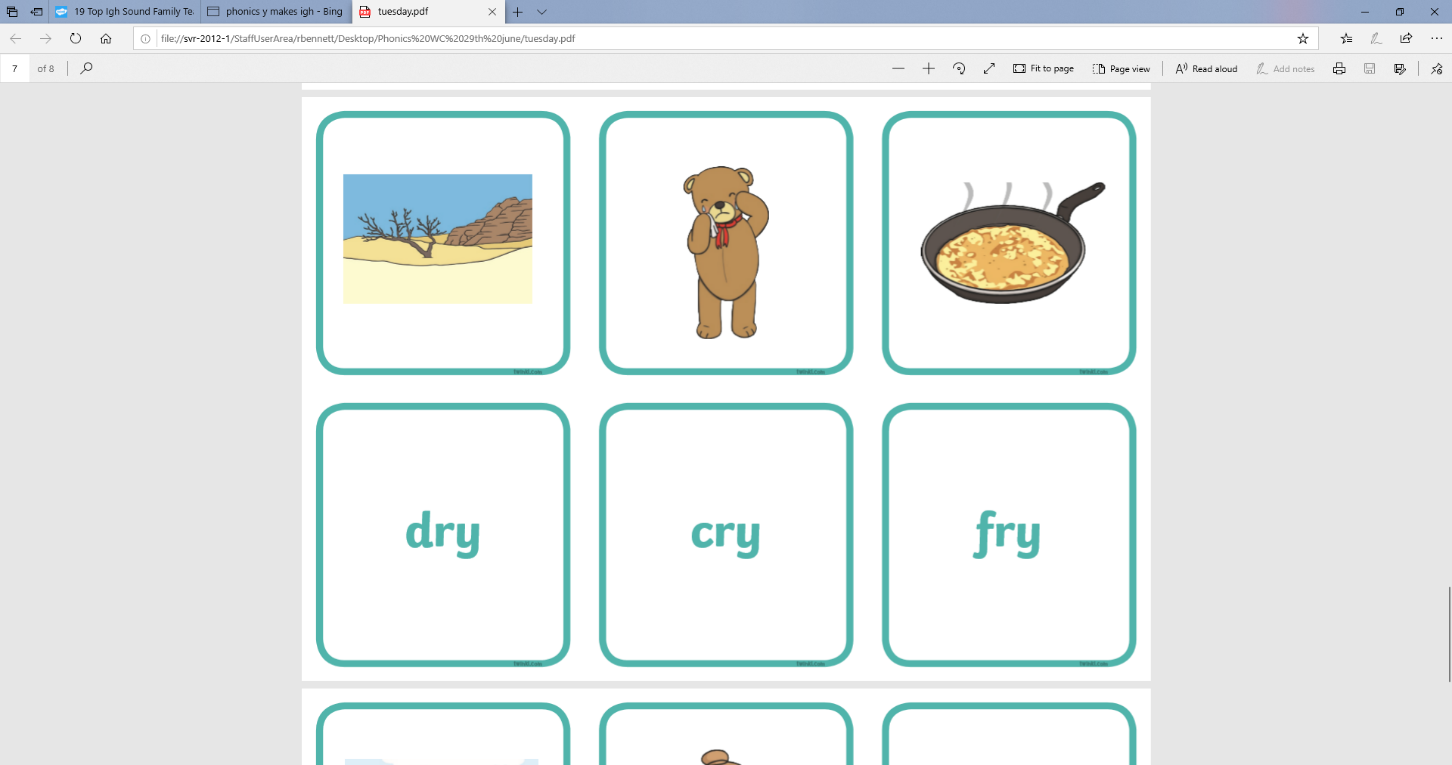 19 Top Igh Sound Family Te
phonics y makes igh - Bing
tuesday.pdf
file://svr-2012-1/StaffUserArea/rbennett/Desktop/Phonics%20WC%2029th%20june/tuesday.pdf
7 of 8
Fit to page
Page view
Read aloud
Add notes
dry
cry
fry